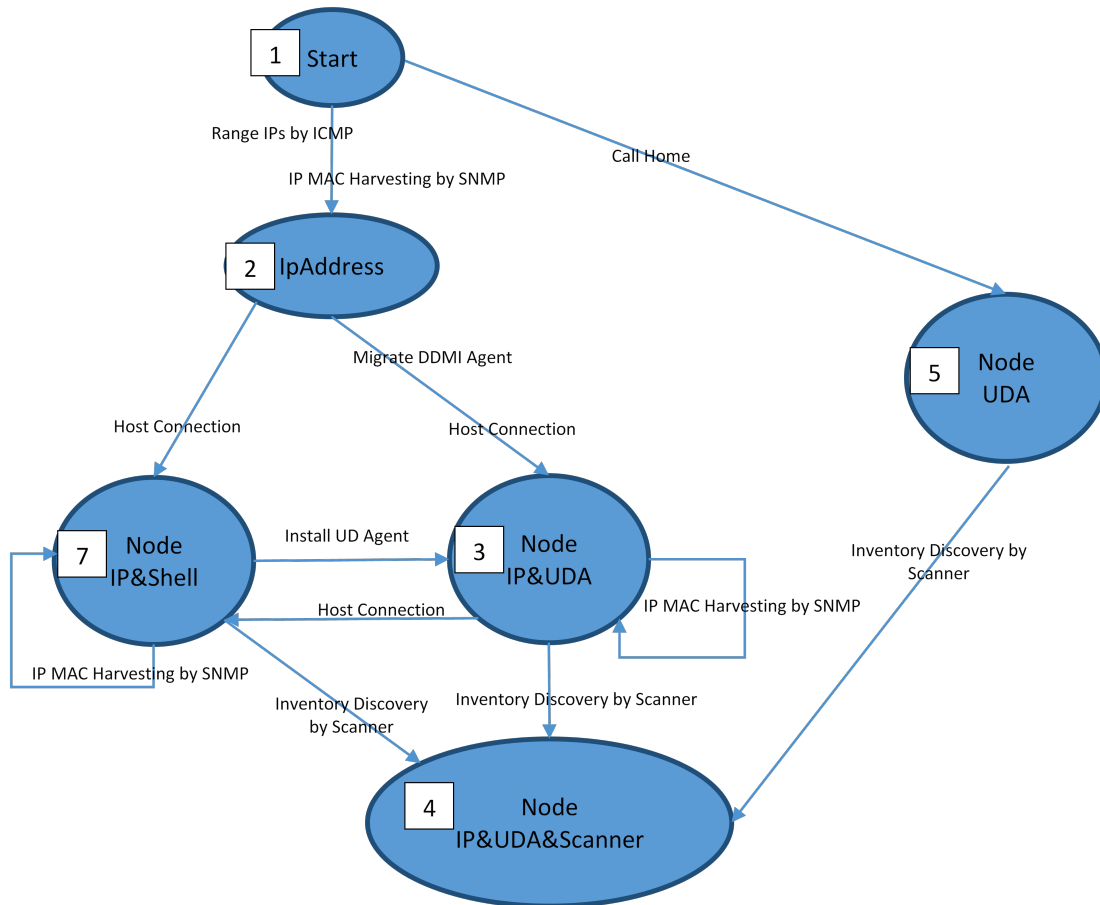 1
Start
Range IPs by ICMP
Call Home
IP MAC Harvesting by SNMP
2
IpAddress
Migrate DDMI Agent
5
Node
UDA
Host Connection
Host Connection
7
Node
IP&Shell
Install UD Agent
3
Node
IP&UDA
Inventory Discovery by
Scanner
Host Connection
IP MAC Harvesting by SNMP
IP MAC Harvesting by SNMP
Inventory Discovery
by Scanner
Inventory Discovery by Scanner
4
Node
IP&UDA&Scanner